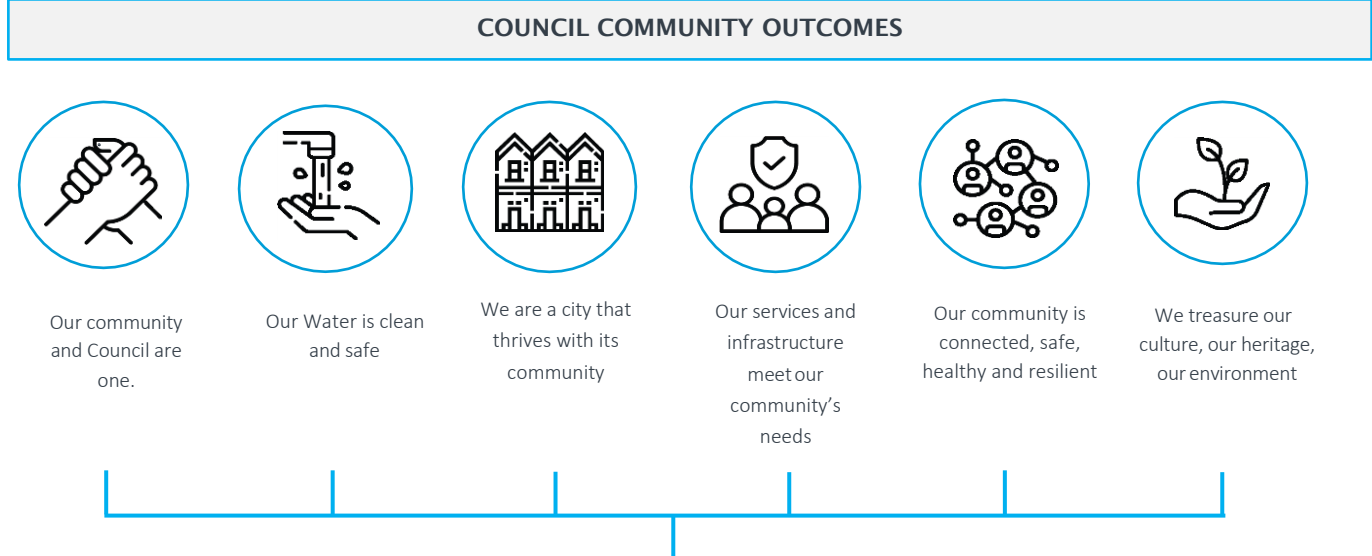 COUNCIL COMMUNITY OUTCOMES
Our community
and Council are
one.
Our Water is clean
and safe
We are a city that
thrives with its
community
Our services and
infrastructure
meet our
community’s
needs
Our community is
connected, safe,
healthy and resilient
We treasure our
culture, our heritage,
our environment